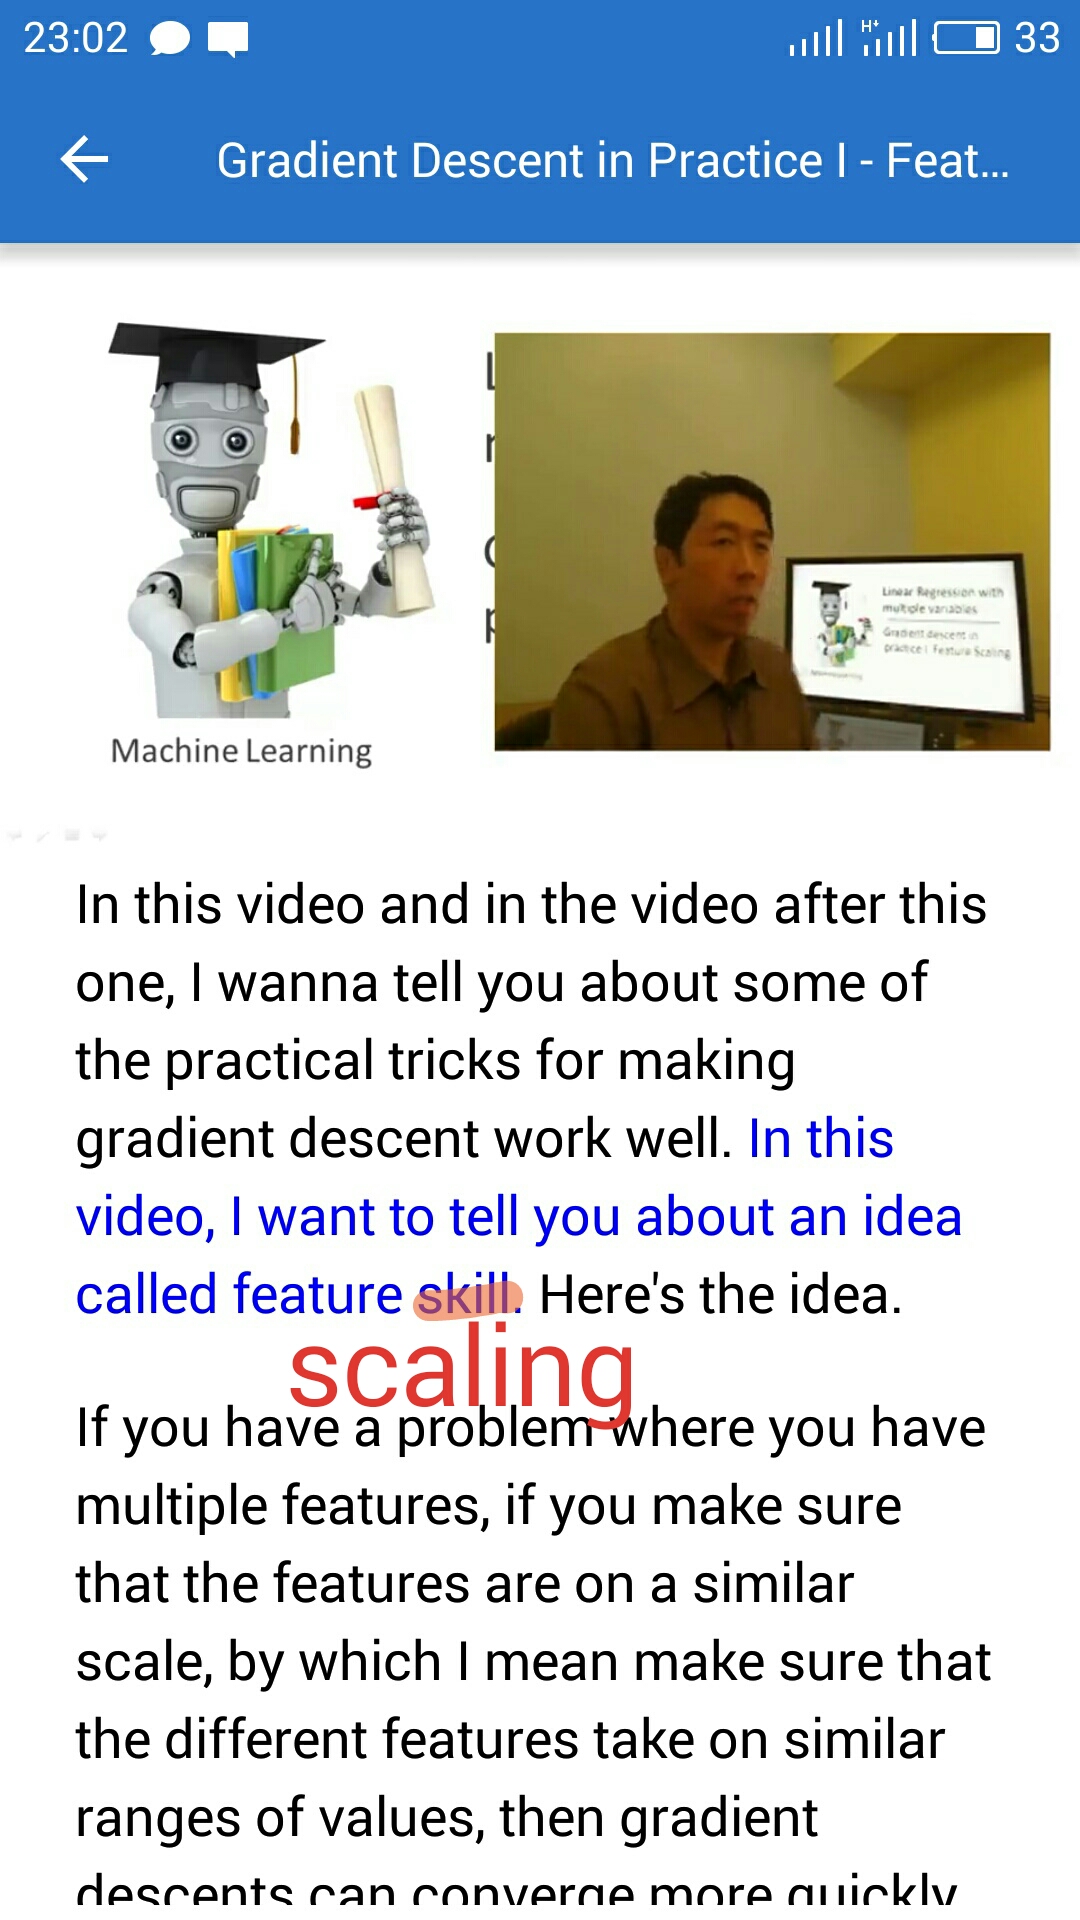 23:02
H+
33
Gradient Descent in Practice I - Feat...
Machine Learning
Linear Regression with
multiple variables
Gradient descent in
practice I Feature Scaling
In this video and in the video after this
one, I wanna tell you about some of
the practical tricks for making
gradient descent work well. In this
video, I want to tell you about an idea
called feature skill. Here's the idea.
scaling
If you have a problem where you have
multiple features, if you make sure
that the features are on a similar
scale, by which I mean make sure that
the different features take on similar
ranges of values, then gradient
descents can converge more quickly